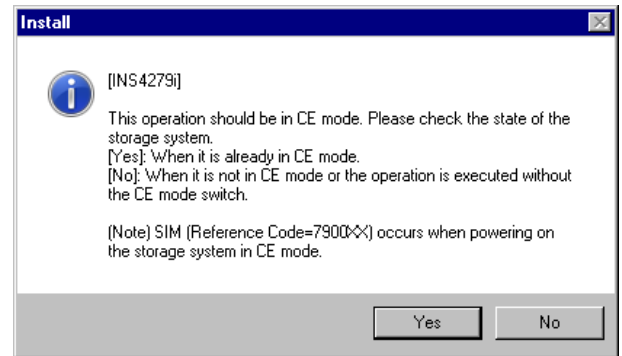 Install
[INS4279i]
This operation should be in CE mode. Please check the state of the
storage system.
[Yes]: When it is already in CE mode.
[No]: When it is not in CE mode or the operation is executed without
the CE mode switch.
(Note) SIM (Reference Code=7900XX) occurs when powering on
the storage system in CE mode.
Yes
No